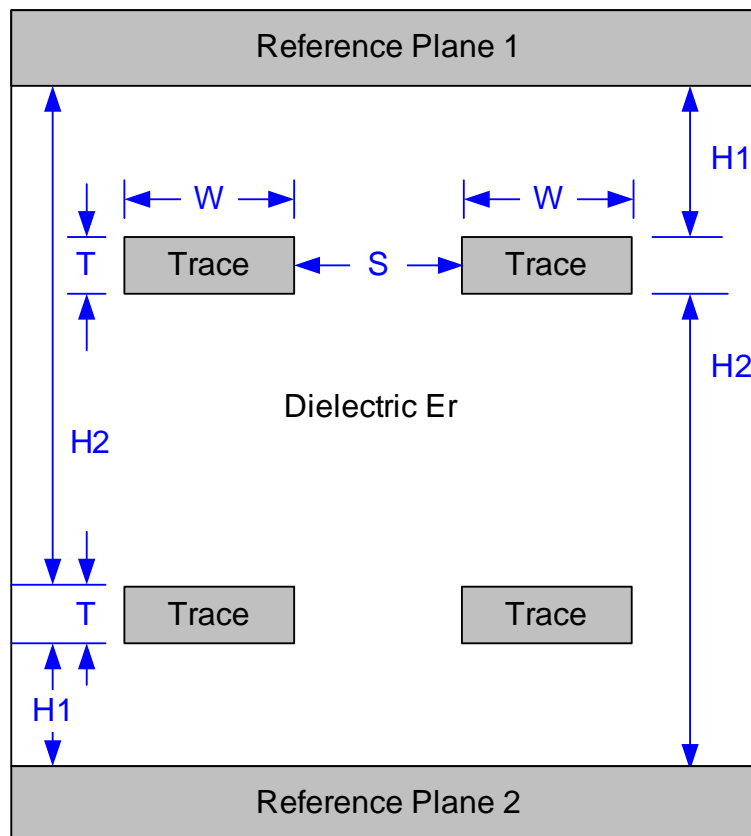 Reference Plane 1
H1
W
W
T
Trace
S
Trace
H2
Dielectric Er
H2
T
Trace
Trace
H1
Reference Plane 2